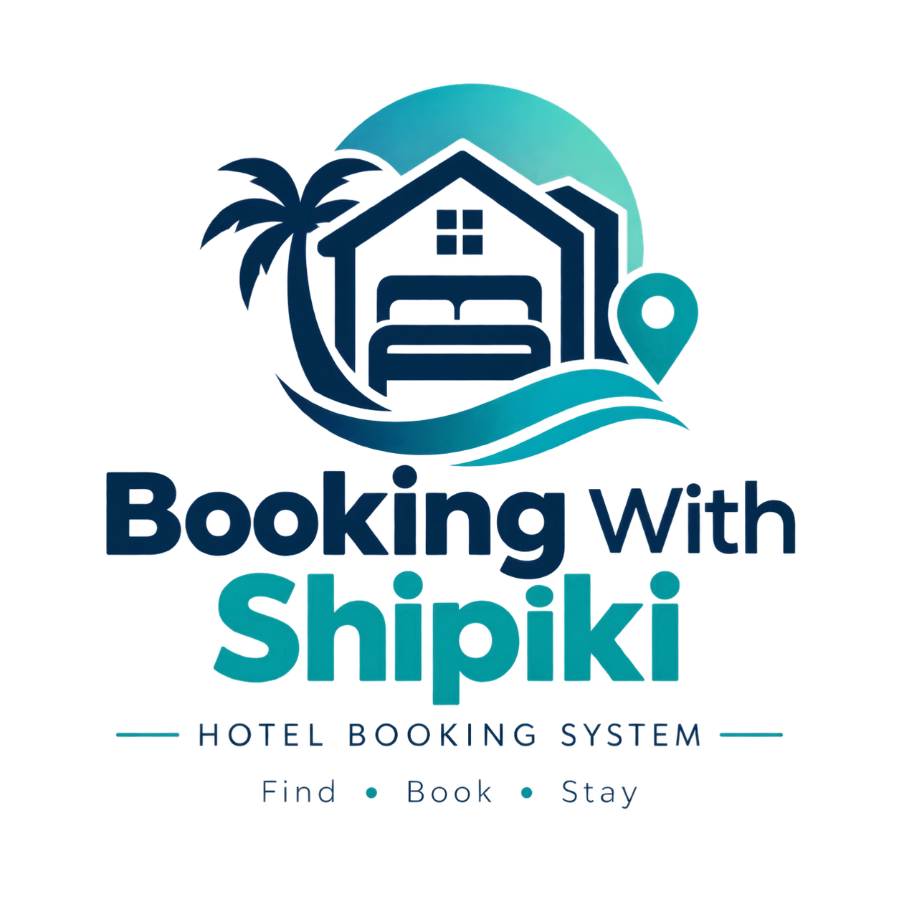 Booking With
Shipiki
HOTEL BOOKING SYSTEM
Find • Book • Stay